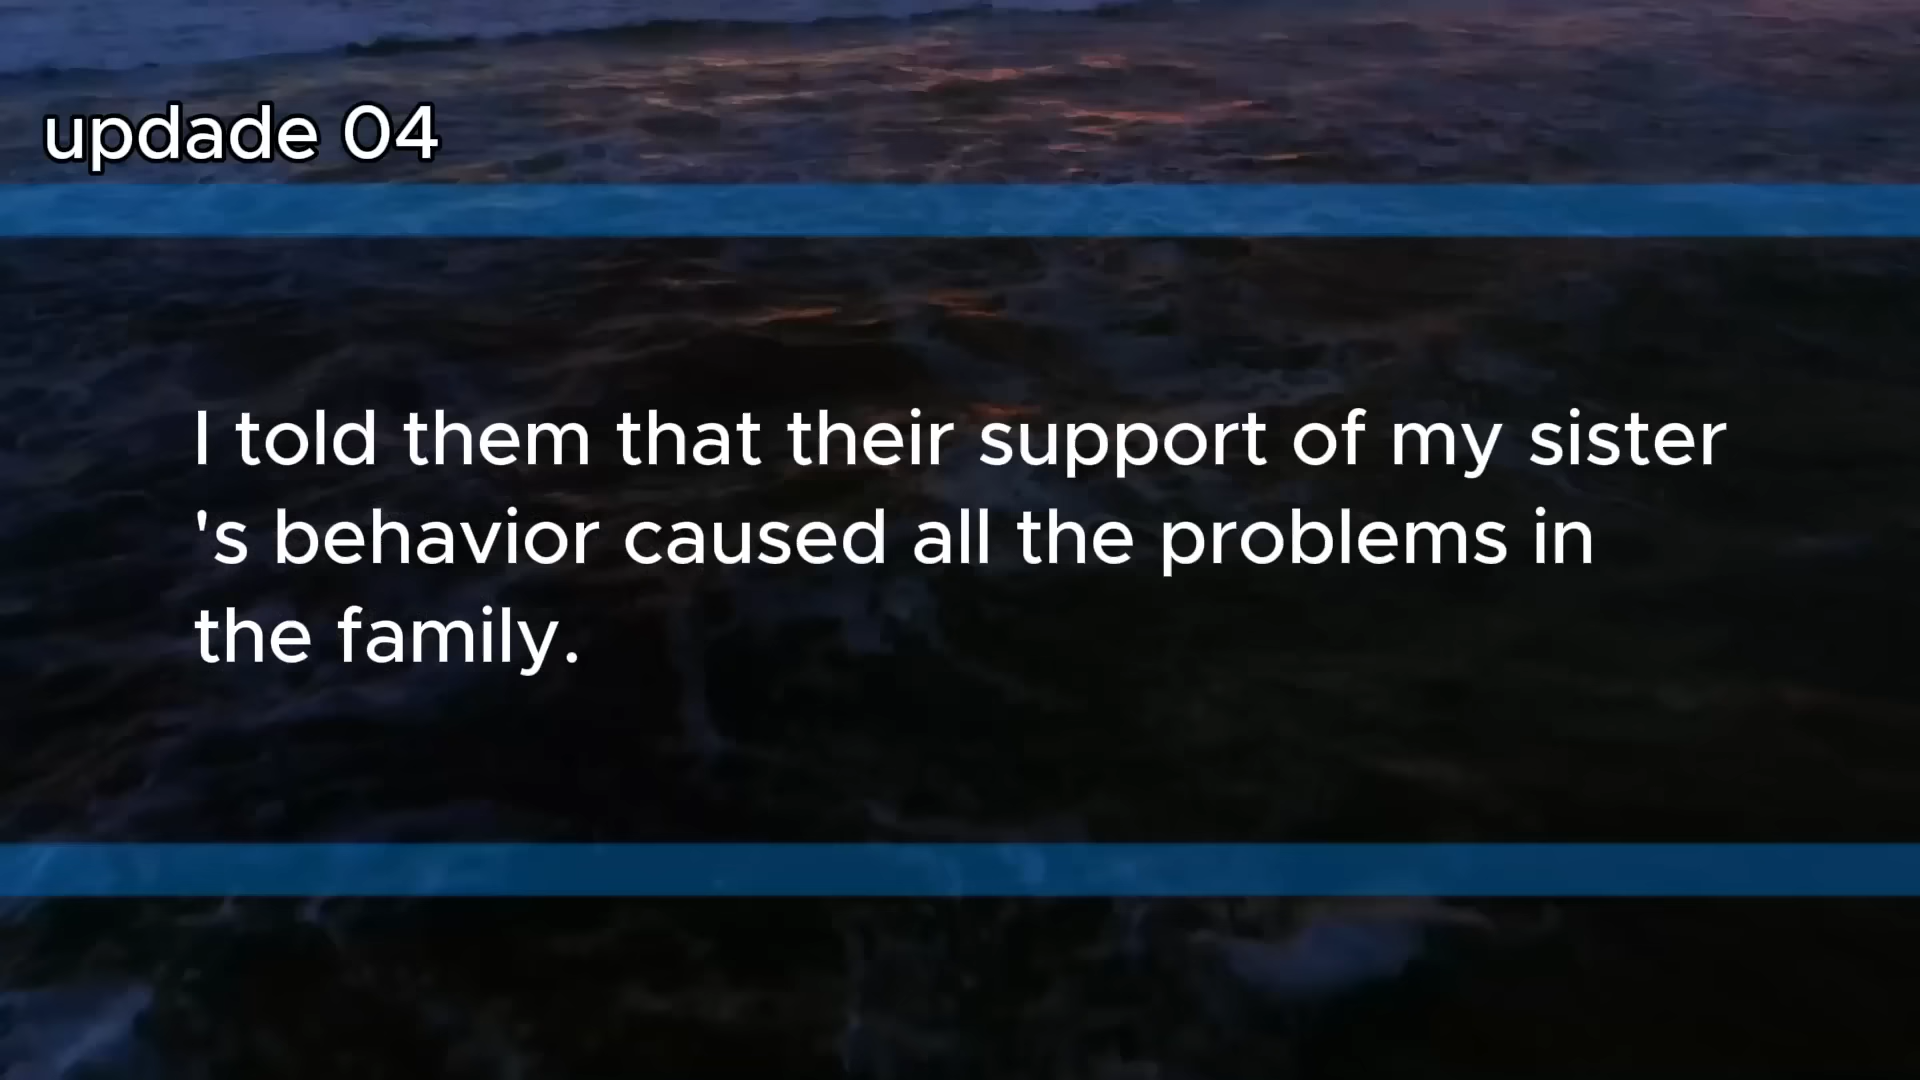 updade 04
I told them that their support of my sister
's behavior caused all the problems in
the family.